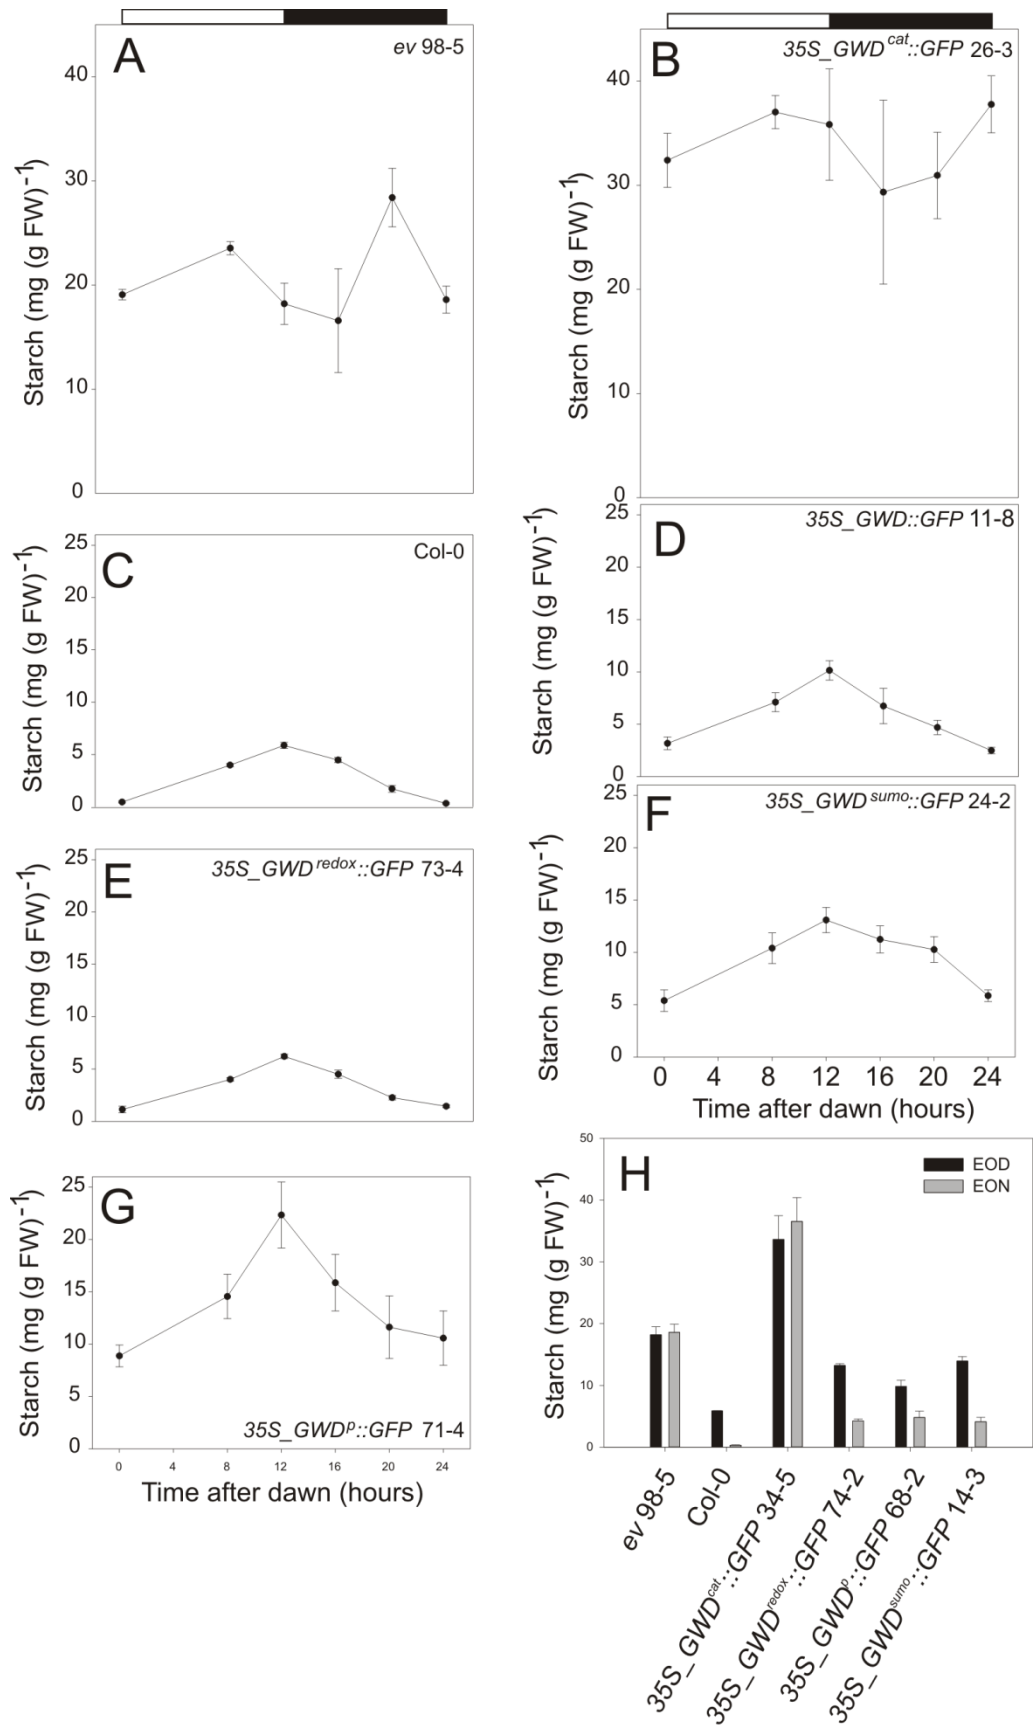 A
ev 98-5
40
30
20
10
0
Starch (mg (g FW)-1)
B
35S_GWDcat::GFP 26-3
40
30
20
10
0
Starch (mg (g FW)-1)
C
Col-0
25
20
15
10
5
0
Starch (mg (g FW)-1)
D
35S_GWD::GFP 11-8
25
20
15
10
5
0
Starch (mg (g FW)-1)
E
35S_GWDredox::GFP 73-4
25
20
15
10
5
0
Starch (mg (g FW)-1)
F
35S_GWDsumo::GFP 24-2
20
15
10
5
0
Starch (mg (g FW)-1)
0 4 8 12 16 20 24
Time after dawn (hours)
G
35S_GWDp::GFP 71-4
25
20
15
10
5
0
Starch (mg (g FW)-1)
0 4 8 12 16 20 24
Time after dawn (hours)
H
EOD
EON
50
40
30
20
10
0
Starch (mg (g FW)-1)
ev 98-5
Col-0
35S_GWDcat::GFP 34-5
35S_GWDredox::GFP 74-2
35S_GWDp::GFP 68-2
35S_GWDsumo::GFP 14-3